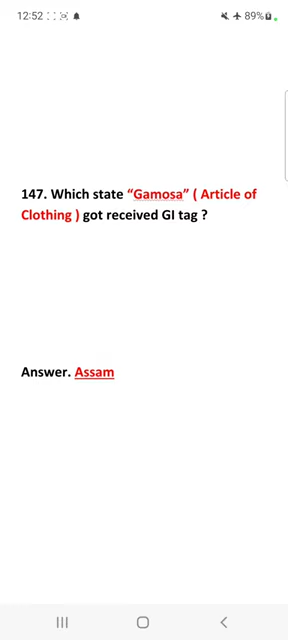 12:52
89%
147. Which state “Gamosa” ( Article of
Clothing ) got received GI tag ?
Answer. Assam